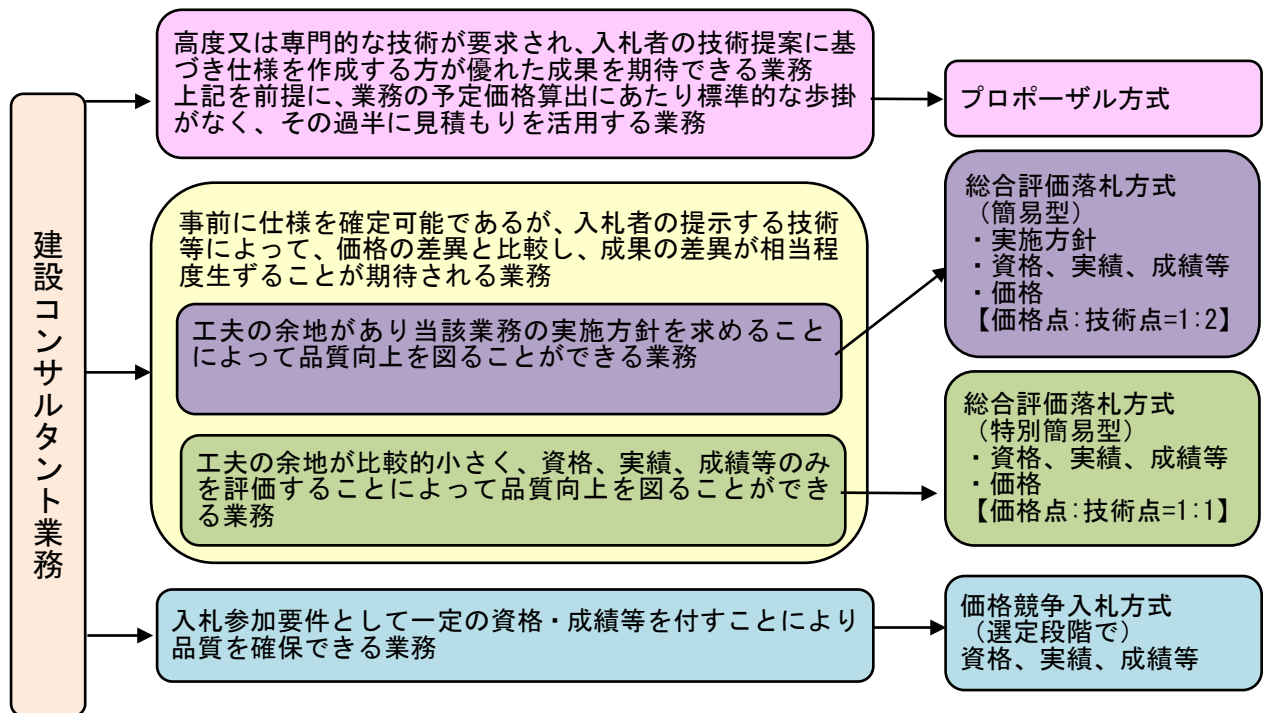 建設コンサルタント業務
高度又は専門的な技術が要求され、入札者の技術提案に基
づき仕様を作成する方が優れた成果を期待できる業務
上記を前提に、業務の予定価格算出にあたり標準的な歩掛
がなく、その過半に見積もりを活用する業務
プロポーザル方式
事前に仕様を確定可能であるが、入札者の提示する技術
等によって、価格の差異と比較し、成果の差異が相当程
度生ずることが期待される業務
工夫の余地があり当該業務の実施方針を求めること
によって品質向上を図ることができる業務
総合評価落札方式
（簡易型）
・実施方針
・資格、実績、成績等
・価格
【価格点：技術点=1：2】
工夫の余地が比較的小さく、資格、実績、成績等のみ
を評価することによって品質向上を図ることができ
る業務
総合評価落札方式
（特別簡易型）
・資格、実績、成績等
・価格
【価格点：技術点=1：1】
入札参加要件として一定の資格・成績等を付すことにより
品質を確保できる業務
価格競争入札方式
（選定段階で）
資格、実績、成績等